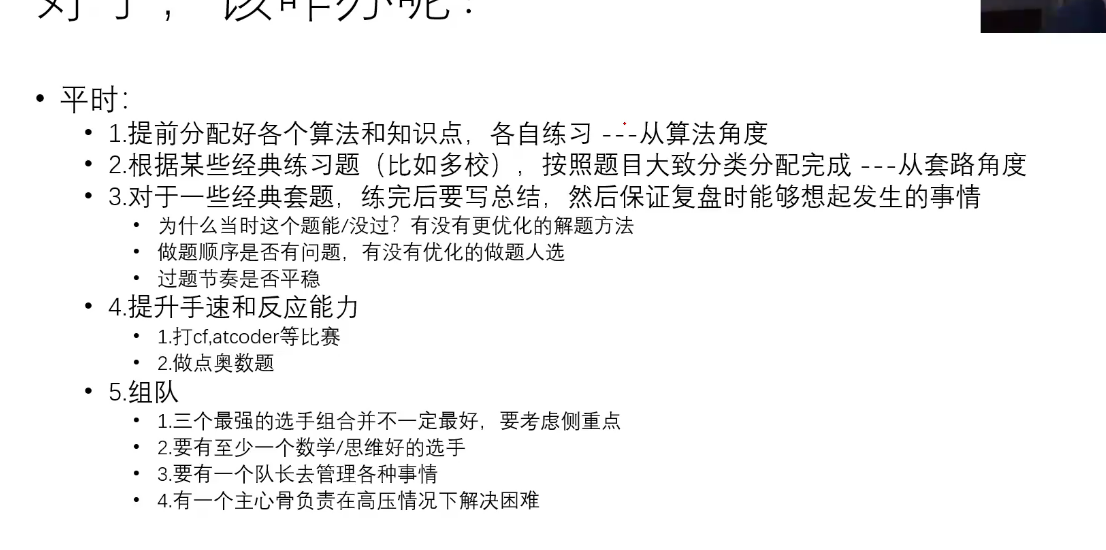 • 平时：
• 1.提前分配好各个算法和知识点，各自练习 ---从算法角度
• 2.根据某些经典练习题（比如多校），按照题目大致分类分配完成 ---从套路角度
• 3.对于一些经典套题，练完后要写总结，然后保证复盘时能够想起发生的事情
• 为什么当时这个题能/没过？有没有更优化的解题方法
• 做题顺序是否有问题，有没有优化的做题人选
• 过题节奏是否平稳
• 4.提升手速和反应能力
• 1.打cf,atcoder等比赛
• 2.做点奥数题
• 5.组队
• 1.三个最强的选手组合并不一定最好，要考虑侧重点
• 2.要有至少一个数学/思维好的选手
• 3.要有一个队长去管理各种事情
• 4.有一个主心骨负责在高压情况下解决困难